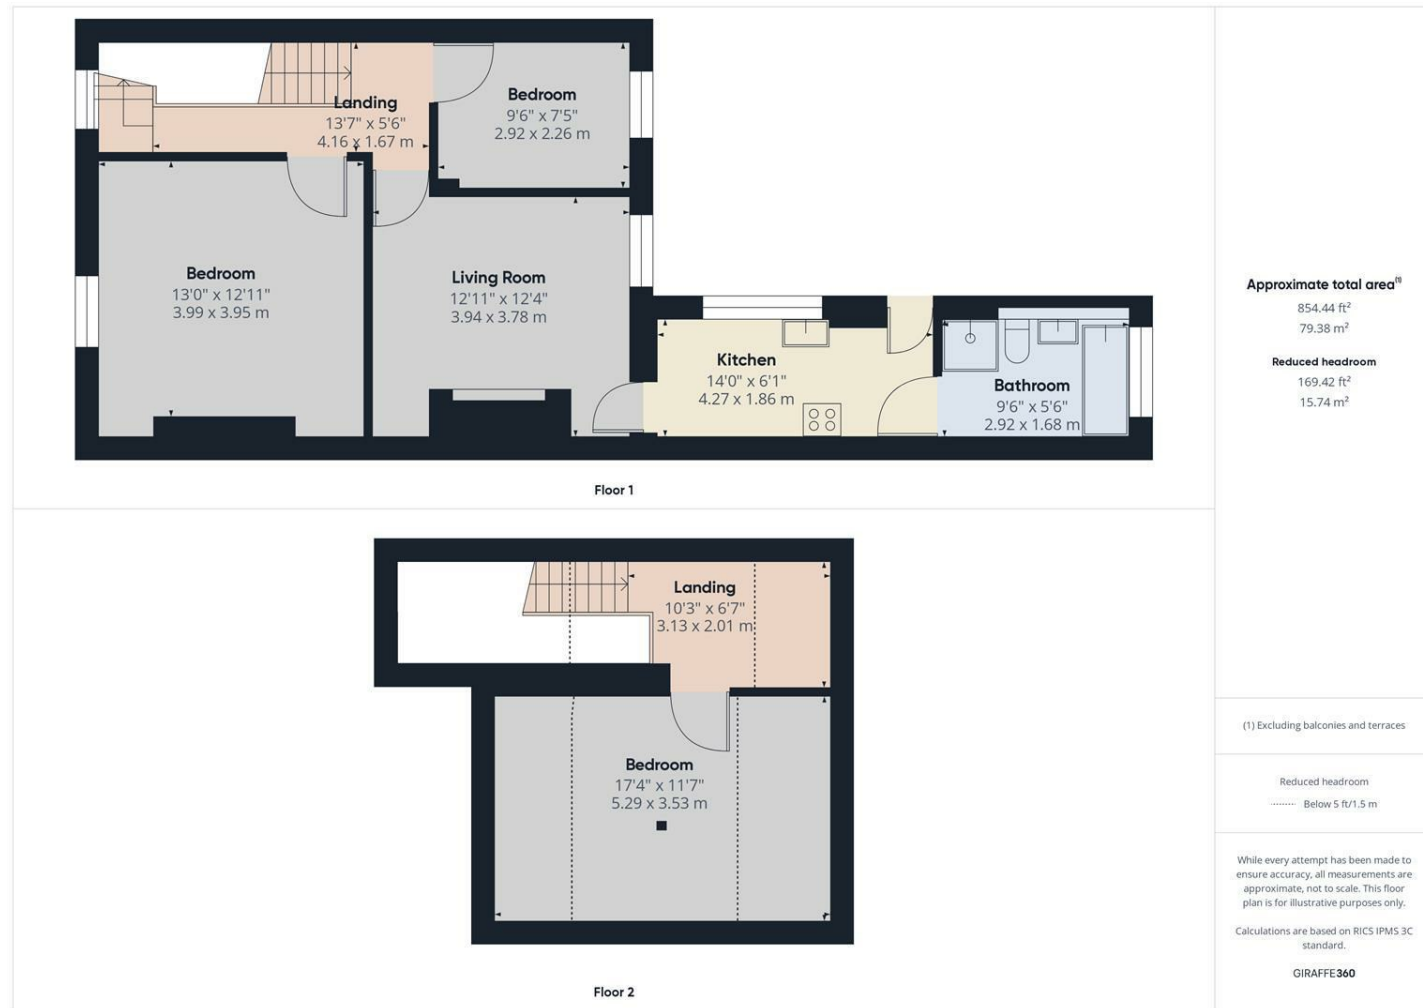 Landing
13'7" x 5'6"
4.16 x 1.67 m
Bedroom
9'6" x 7'5"
2.92 x 2.26 m
Bedroom
13'0" x 12'11"
3.99 x 3.95 m
Living Room
12'11" x 12'4"
3.94 x 3.78 m
Kitchen
14'0" x 6'1"
4.27 x 1.86 m
Bathroom
9'6" x 5'6"
2.92 x 1.68 m
Floor 1
Landing
10'3" x 6'7"
3.13 x 2.01 m
Bedroom
17'4" x 11'7"
5.29 x 3.53 m
Floor 2
Approximate total area(1)
854.44 ft²
79.38 m²
Reduced headroom
169.42 ft²
15.74 m²
(1) Excluding balconies and terraces
Reduced headroom
Below 5 ft/1.5 m
While every attempt has been made to
ensure accuracy, all measurements are
approximate, not to scale. This floor
plan is for illustrative purposes only.
Calculations are based on RICS IPMS 3C
standard.
GIRAFFE360